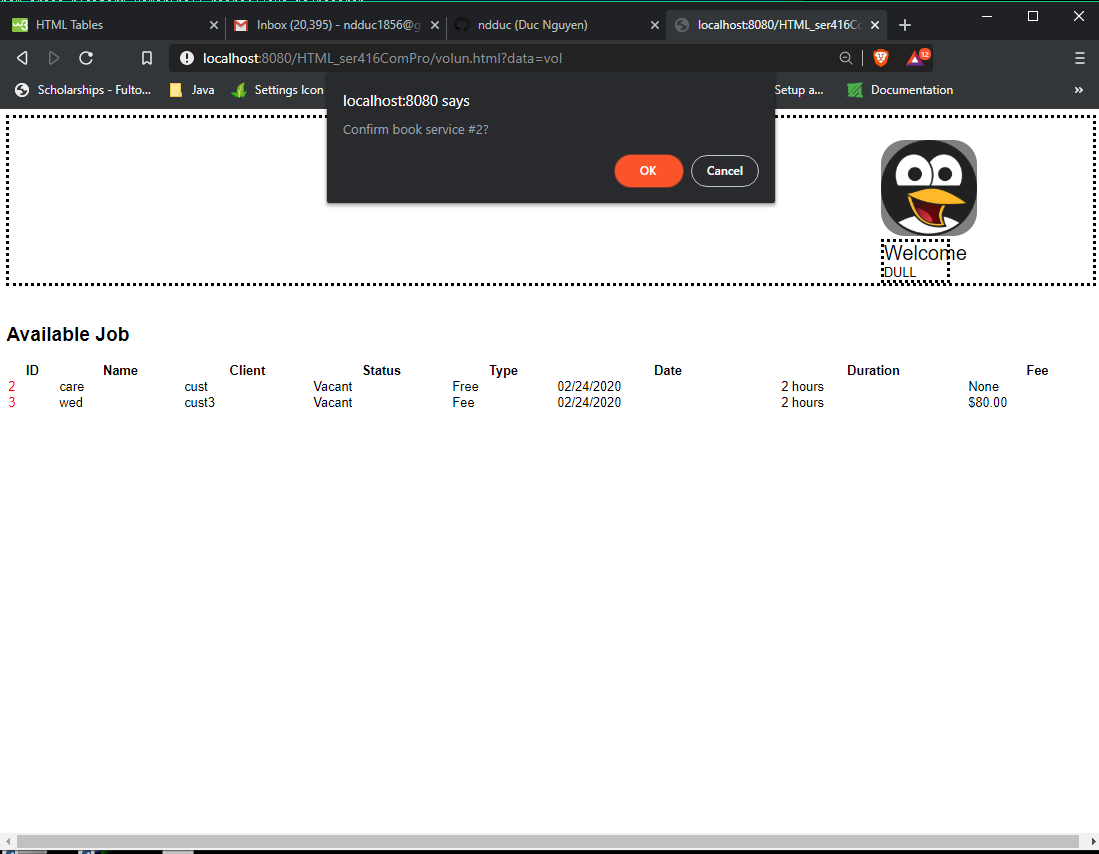 HTML Tables
Inbox (20,395) - ndduc1856@g
ndduc (Duc Nguyen)
localhost:8080/HTML_ser416Co
localhost:8080/HTML_ser416ComPro/volun.html?data=vol
12
Scholarships - Fulto...
Java
Settings Icon
Setup a...
Documentation
»
localhost:8080 says
Confirm book service #2?
OK
Cancel
Welcome
DULL
Available Job
ID Name Client Status Type Date Duration Fee
2 care cust Vacant Free 02/24/2020 2 hours None
3 wed cust3 Vacant Fee 02/24/2020 2 hours $80.00